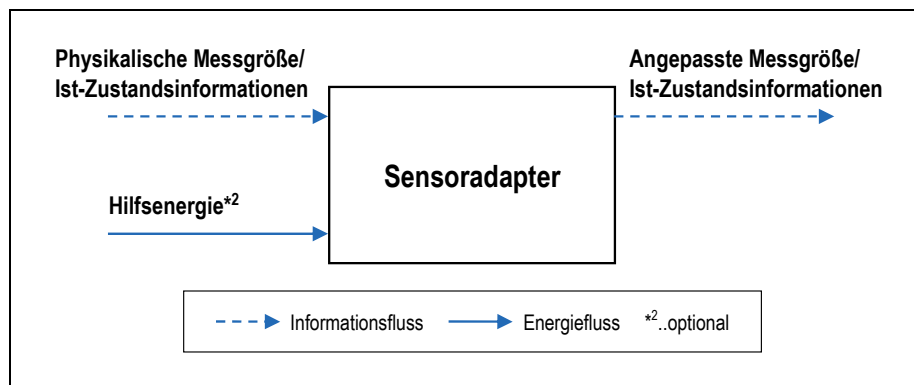 Physikalische Messgröße/
Ist-Zustandsinformationen
Angepasste Messgröße/
Ist-Zustandsinformationen
Sensoradapter
Hilfsenergie*²
Informationsfluss Energiefluss *²..optional